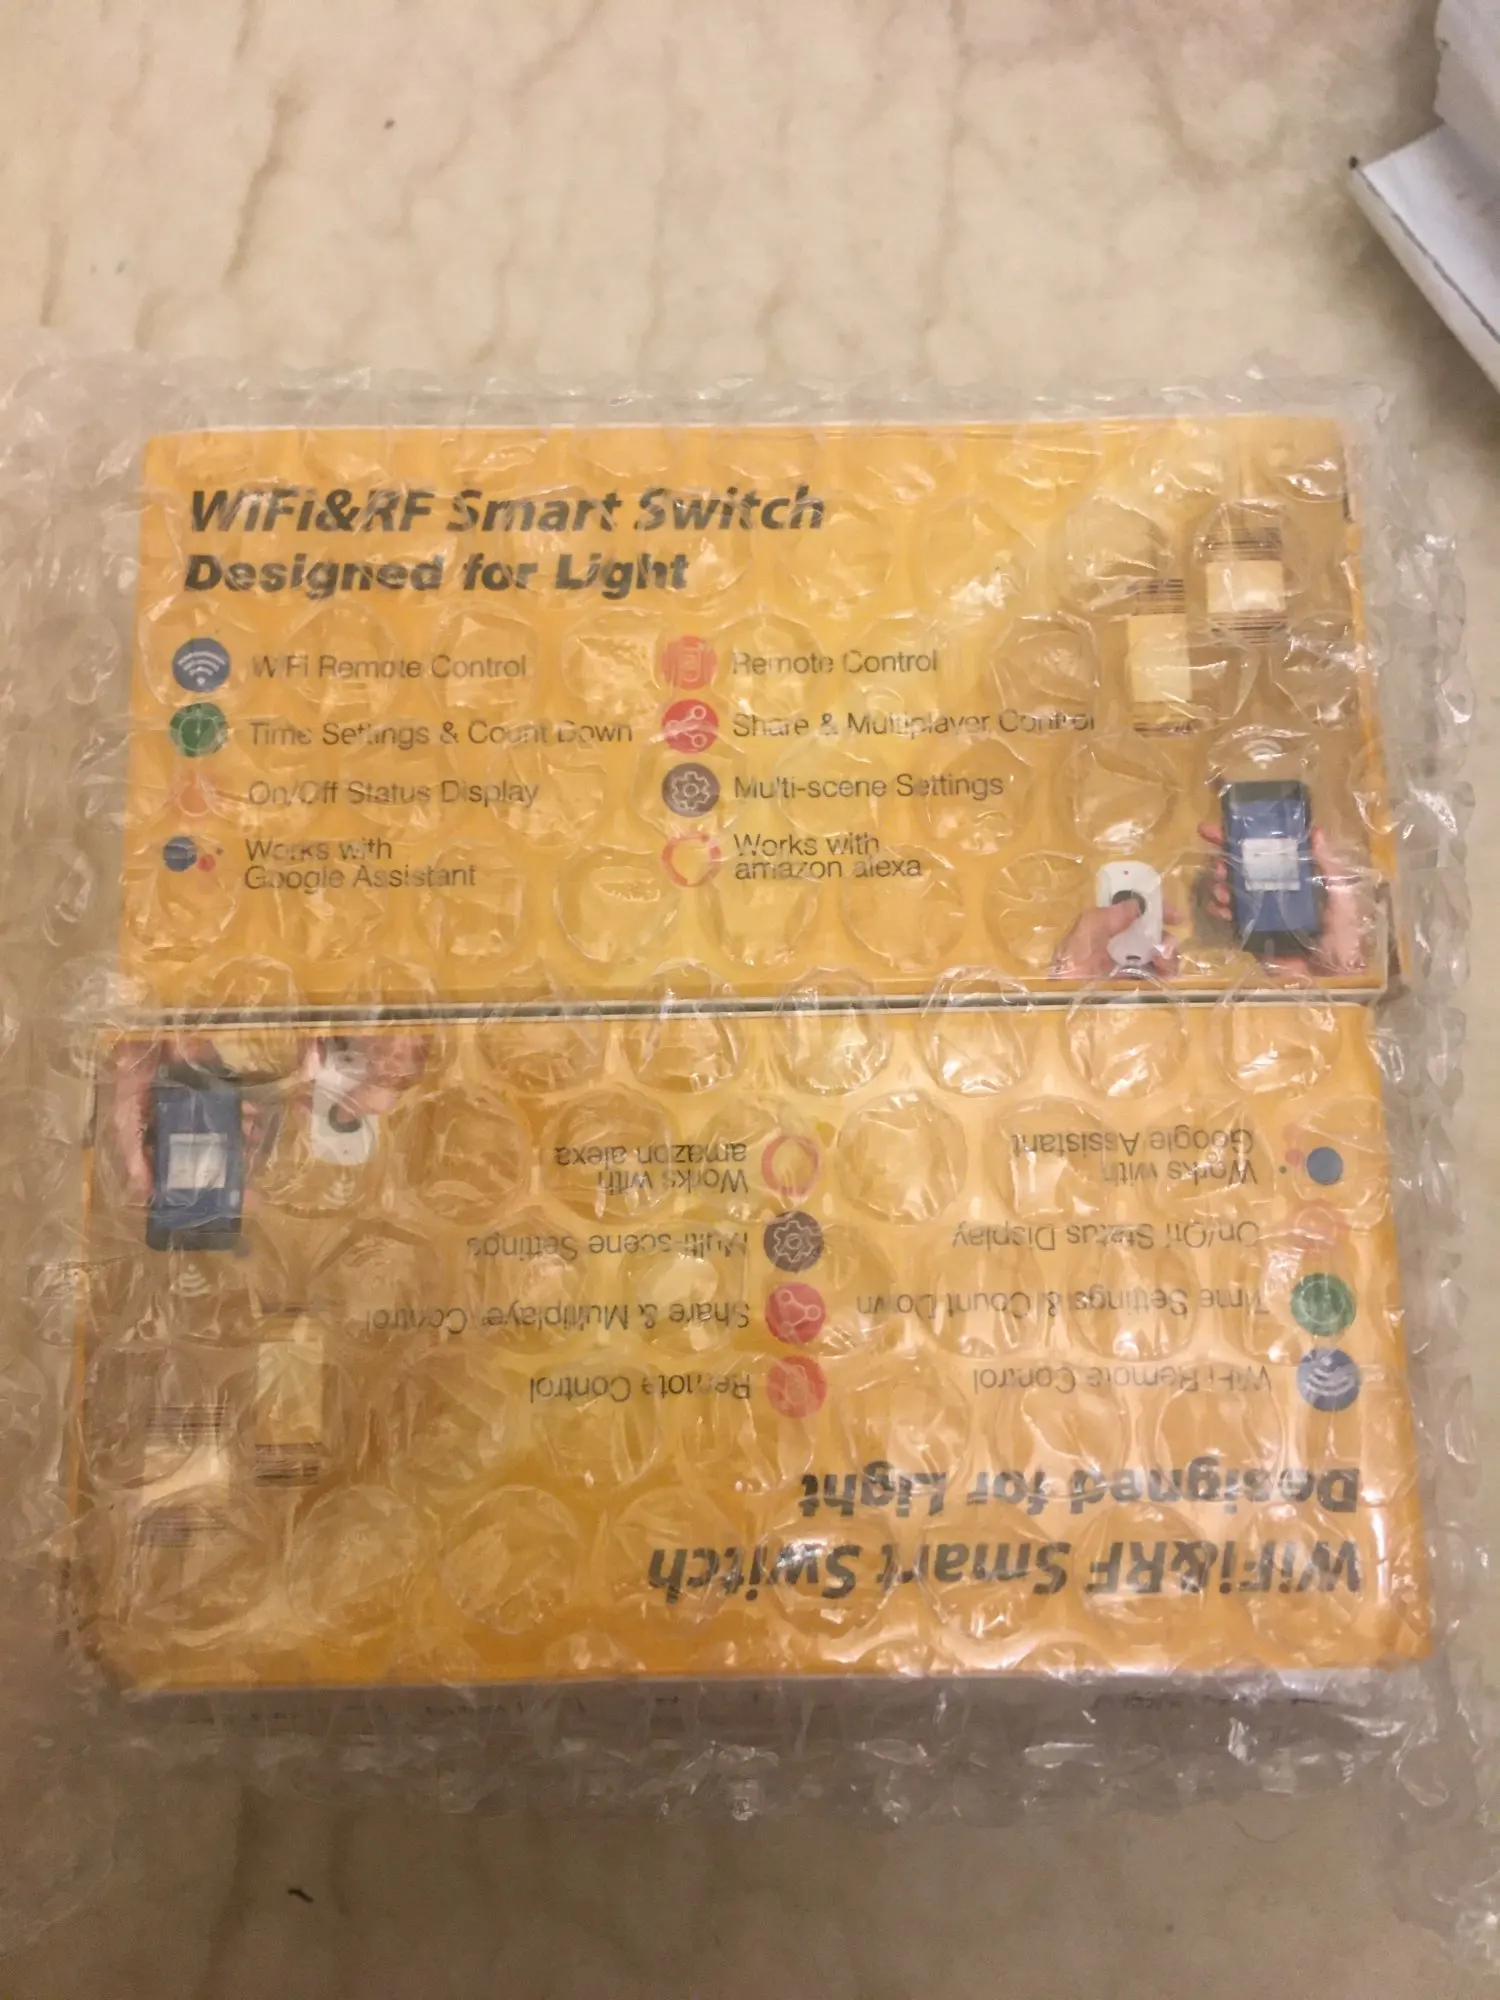 WiFi&RF Smart Switch
Designed for Light
WiFi Remote Control
Remote Control
Time Settings & Count Down
Share & Multiplayer Control
On/Off Status Display
Multi-scene Settings
Works with
Google Assistant
Works with
amazon alexa
WiFi&RF Smart Switch
Designed for Light
WiFi Remote Control
Remote Control
Time Settings & Count Down
Share & Multiplayer Control
On/Off Status Display
Multi-scene Settings
Works with
Google Assistant
Works with
amazon alexa